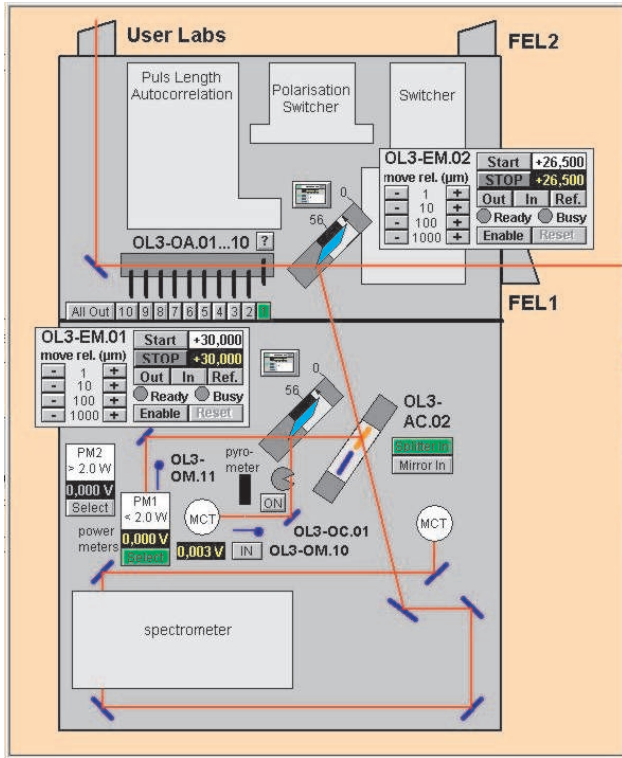 User Labs
FEL2
Puls Length
Autocorrelation
Polarisation
Switcher
Switcher
OL3-EM.02
Start +26,500
move rel. (µm)
STOP +26,500
- 1 +
Out In Ref.
- 10 +
Ready Busy
- 100 +
Enable Reset
- 1000 +
0
56
OL3-OA.01...10 ?
All Out 10 9 8 7 6 5 4 3 2 1
FEL1
OL3-EM.01
Start +30,000
move rel. (µm)
STOP +30,000
- 1 +
Out In Ref.
- 10 +
Ready Busy
- 100 +
Enable Reset
- 1000 +
0
56
OL3-
AC.02
Mirror In
PM2
> 2.0 W
0,000 V
Select
OL3-
OM.11
pyro-
meter
ON
PM1
< 2.0 W
MCT
MCT
power
meters
0,000 V
Select
0,003 V
IN
OL3-OC.01
OL3-OM.10
spectrometer